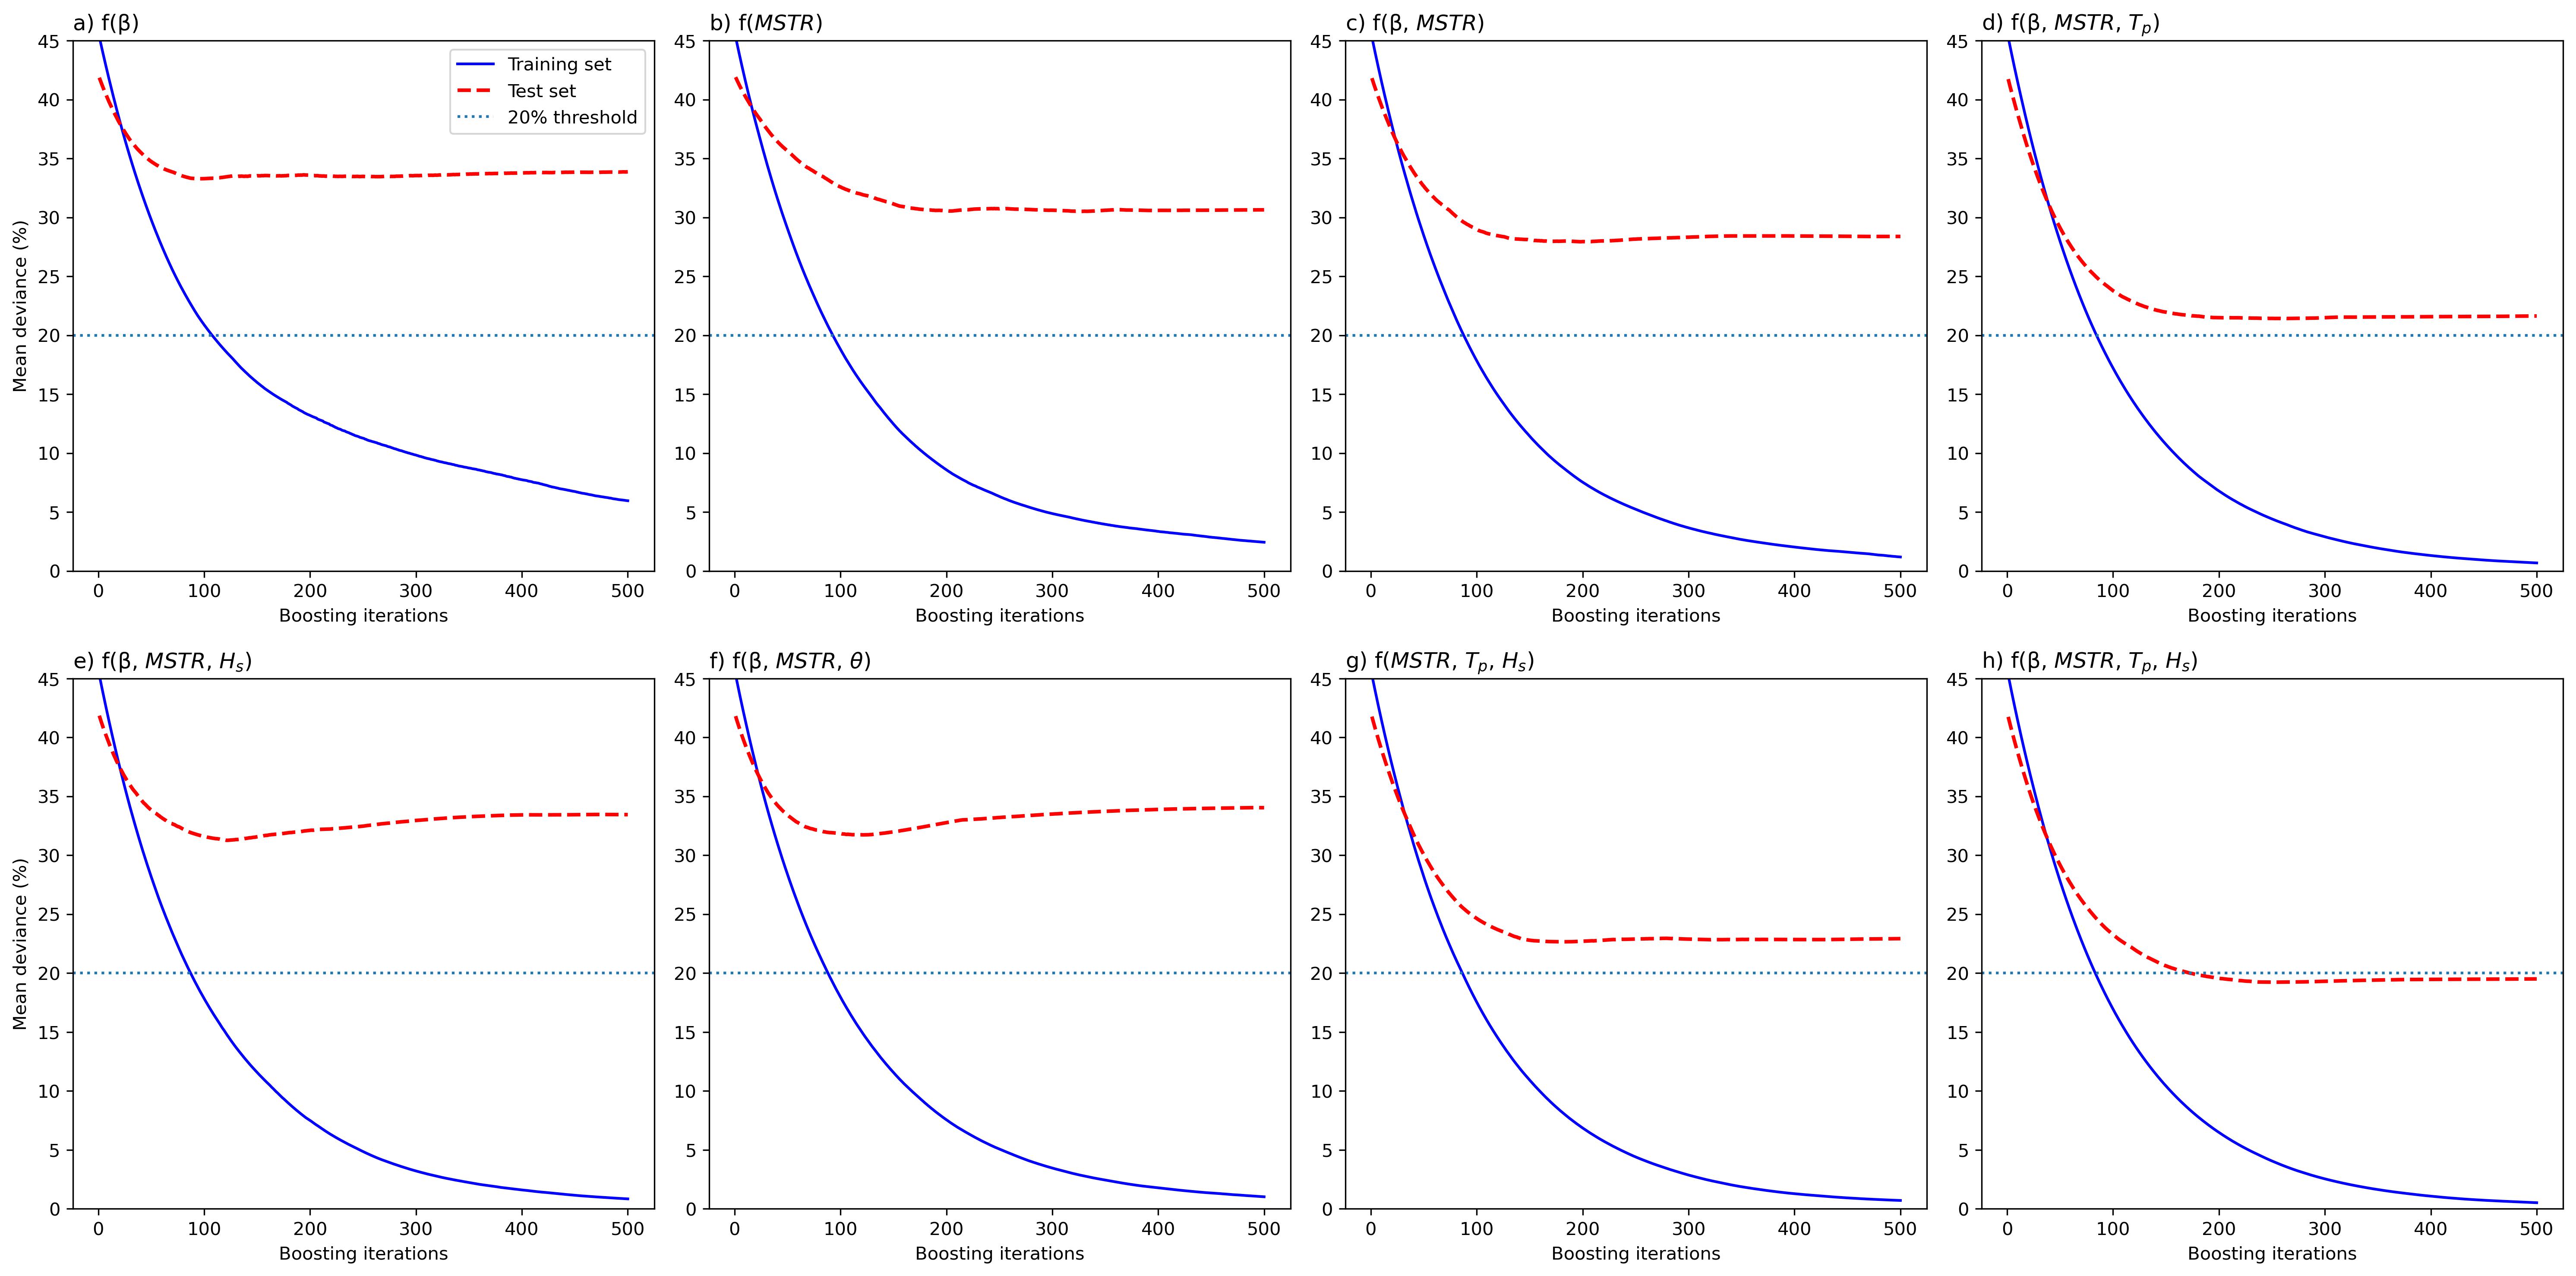 a) f(β)
45
40
35
30
25
20
15
10
5
0
Mean deviance (%)
Training set
Test set
20% threshold
0 100 200 300 400 500
Boosting iterations
b) f(MSTR)
45
40
35
30
25
20
15
10
5
0
0 100 200 300 400 500
Boosting iterations
c) f(β, MSTR)
45
40
35
30
25
20
15
10
5
0
0 100 200 300 400 500
Boosting iterations
d) f(β, MSTR, Tp)
45
40
35
30
25
20
15
10
5
0
0 100 200 300 400 500
Boosting iterations
e) f(β, MSTR, Hs)
45
40
35
30
25
20
15
10
5
0
Mean deviance (%)
0 100 200 300 400 500
Boosting iterations
f) f(β, MSTR, θ)
45
40
35
30
25
20
15
10
5
0
0 100 200 300 400 500
Boosting iterations
g) f(MSTR, Tp, Hs)
45
40
35
30
25
20
15
10
5
0
0 100 200 300 400 500
Boosting iterations
h) f(β, MSTR, Tp, Hs)
45
40
35
30
25
20
15
10
5
0
0 100 200 300 400 500
Boosting iterations